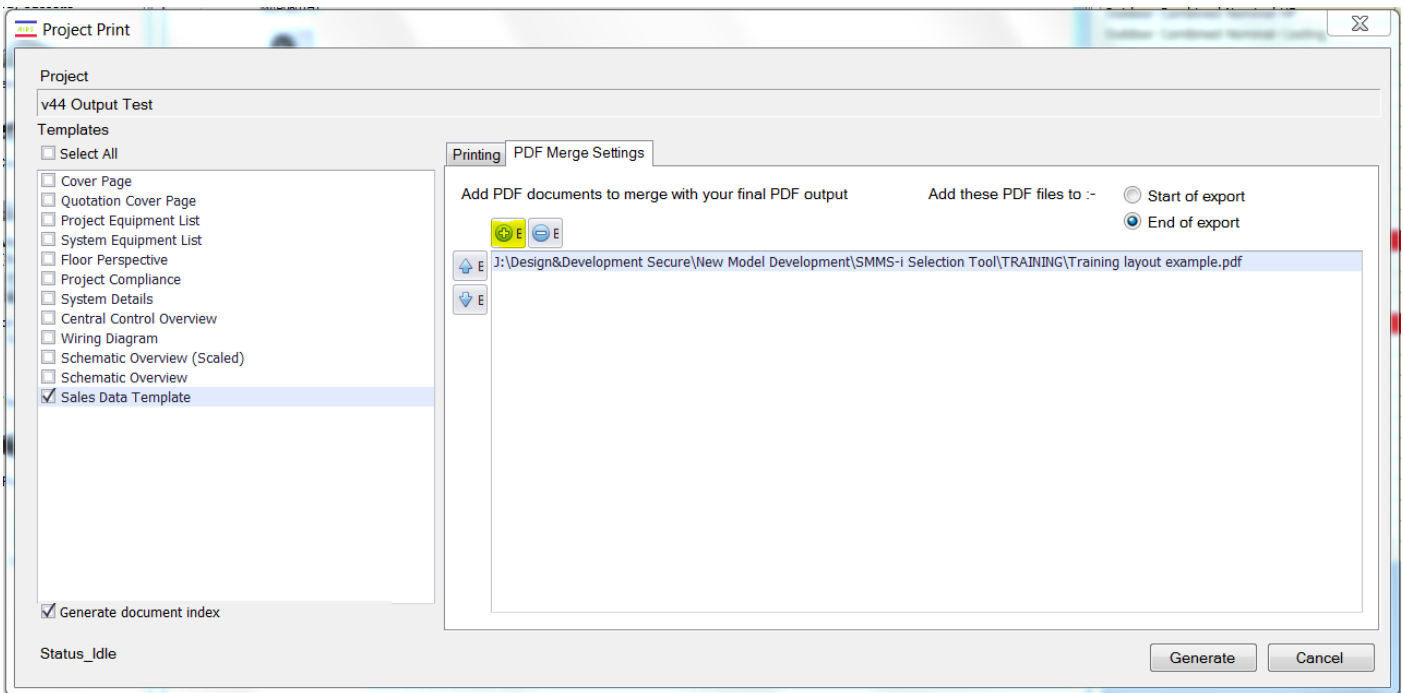 Project Print
Project
v44 Output Test
Templates
Select All
Cover Page
Quotation Cover Page
Project Equipment List
System Equipment List
Floor Perspective
Project Compliance
System Details
Central Control Overview
Wiring Diagram
Schematic Overview (Scaled)
Schematic Overview
Sales Data Template
Generate document index
Status_Idle
Printing PDF Merge Settings
Add PDF documents to merge with your final PDF output Add these PDF files to :-
Start of export
End of export
E E
E J:\Design&Development Secure\New Model Development\SMMS-i Selection Tool\TRAINING\Training layout example.pdf
E
Generate Cancel